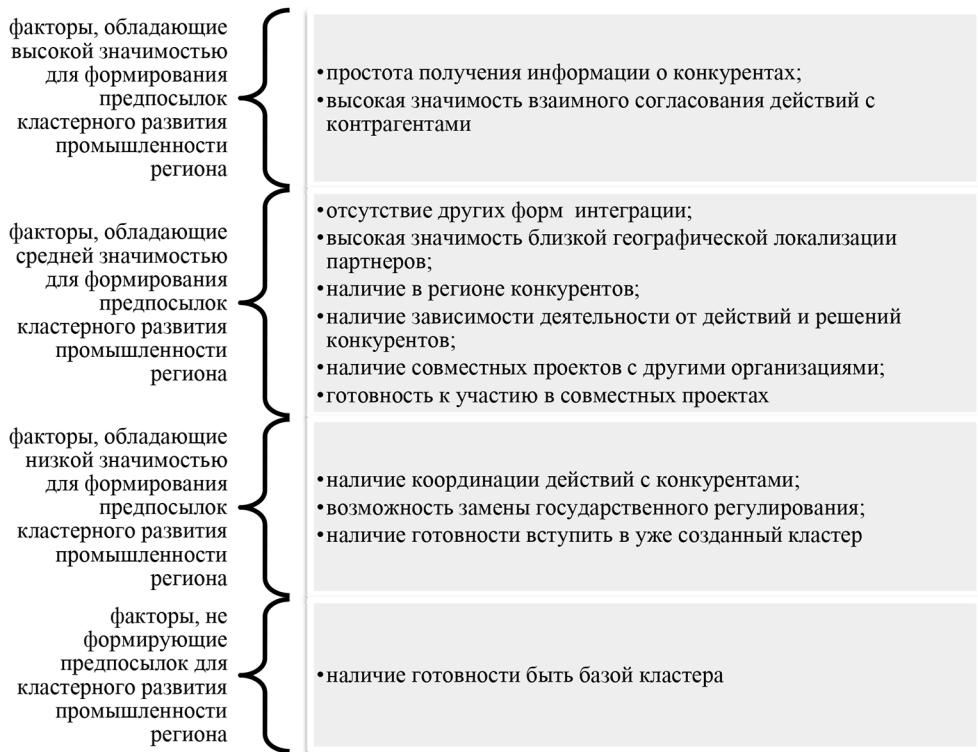 факторы, обладающие
высокой значимостью
для формирования
предпосылок
кластерного развития
промышленности
региона
•простота получения информации о конкурентах;
•высокая значимость взаимного согласования действий с
контрагентами
факторы, обладающие
средней значимостью
для формирования
предпосылок
кластерного развития
промышленности
региона
•отсутствие других форм интеграции;
•высокая значимость близкой географической локализации
партнеров;
•наличие в регионе конкурентов;
•наличие зависимости деятельности от действий и решений
конкурентов;
•наличие совместных проектов с другими организациями;
•готовность к участию в совместных проектах
факторы, обладающие
низкой значимостью
для формирования
предпосылок
кластерного развития
промышленности
региона
•наличие координации действий с конкурентами;
•возможность замены государственного регулирования;
•наличие готовности вступить в уже созданный кластер
факторы, не
формирующие
предпосылок для
кластерного развития
промышленности
региона
•наличие готовности быть базой кластера